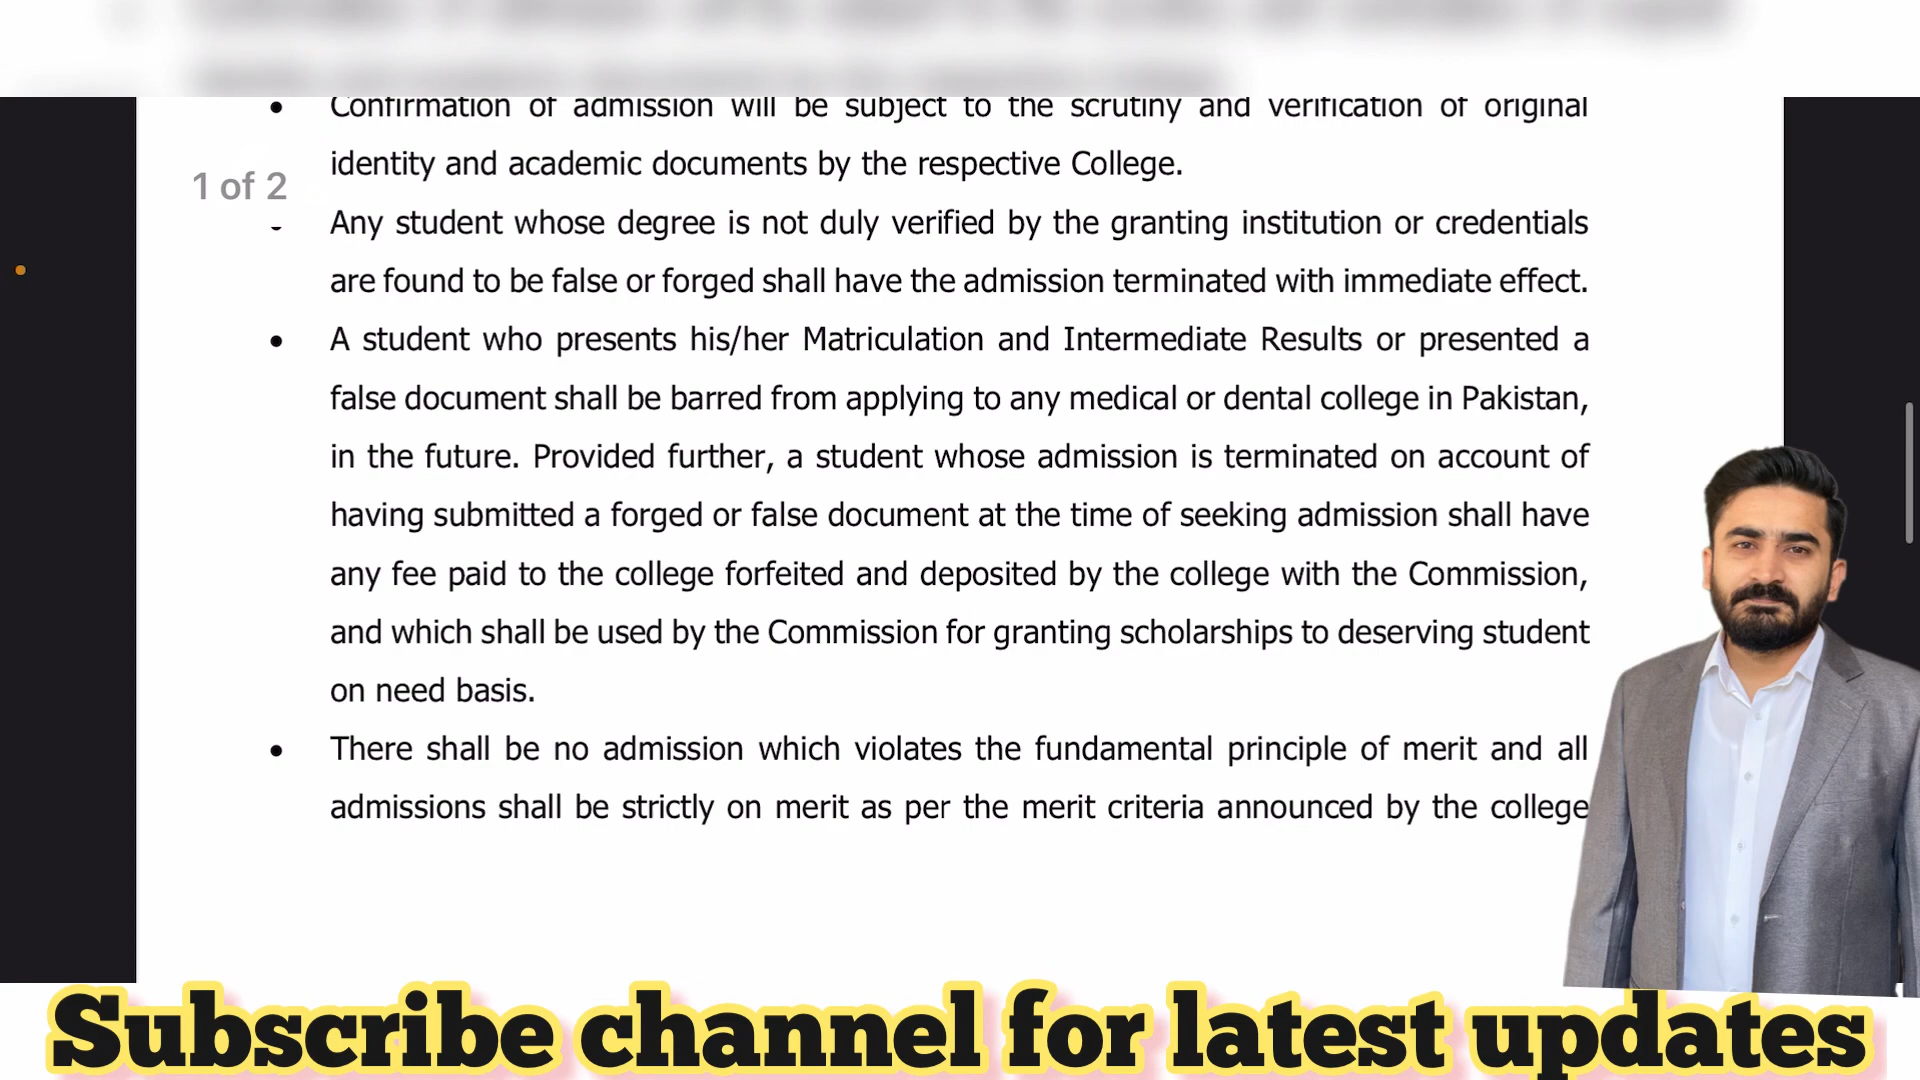 Confirmation of admission will be subject to the scrutiny and verification of original
identity and academic documents by the respective College.
1 of 2
Any student whose degree is not duly verified by the granting institution or credentials
are found to be false or forged shall have the admission terminated with immediate effect.
A student who presents his/her Matriculation and Intermediate Results or presented a
false document shall be barred from applying to any medical or dental college in Pakistan,
in the future. Provided further, a student whose admission is terminated on account of
having submitted a forged or false document at the time of seeking admission shall have
any fee paid to the college forfeited and deposited by the college with the Commission,
and which shall be used by the Commission for granting scholarships to deserving student
on need basis.
There shall be no admission which violates the fundamental principle of merit and all
admissions shall be strictly on merit as per the merit criteria announced by the college
Subscribe channel for latest updates